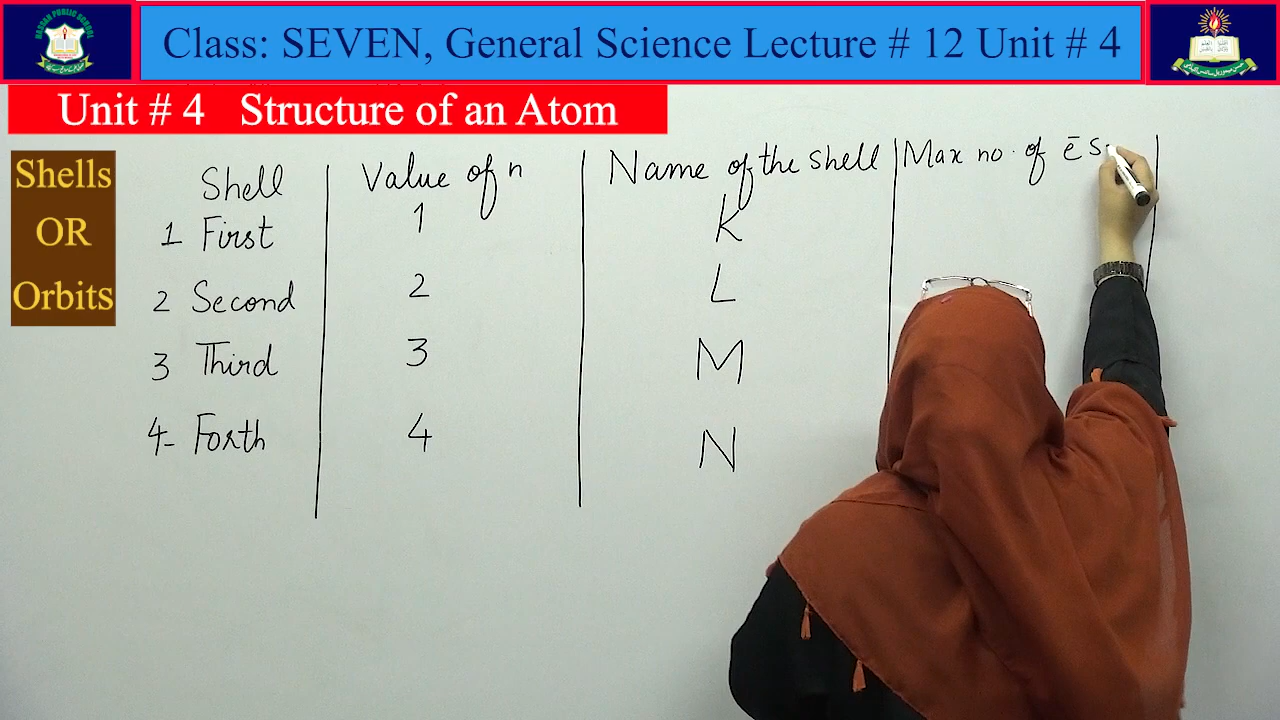 Class: SEVEN, General Science Lecture # 12 Unit # 4
Unit # 4 Structure of an Atom
Shells
OR
Orbits
Shell Value of n Name of the shell Max no. of ē s
1 First 1 K
2 Second 2 L
3 Third 3 M
4- Forth 4 N